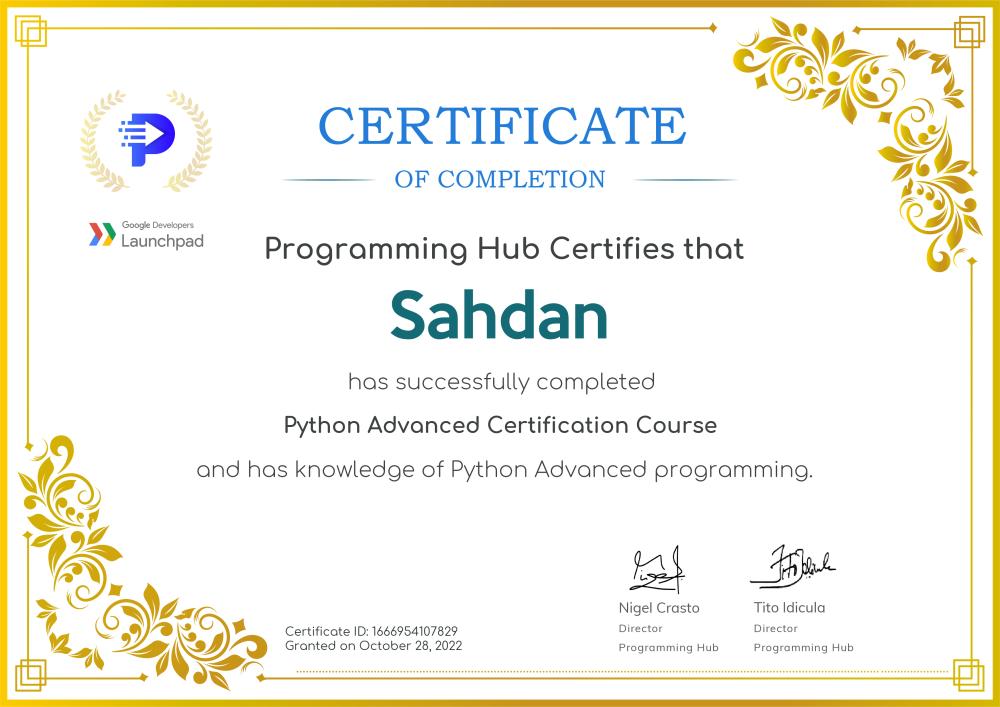 CERTIFICATE
OF COMPLETION
Google Developers
Launchpad
Programming Hub Certifies that
Sahdan
has successfully completed
Python Advanced Certification Course
and has knowledge of Python Advanced programming.
Nigel Crasto
Director
Programming Hub
Tito Idicula
Director
Programming Hub
Certificate ID: 1666954107829
Granted on October 28, 2022